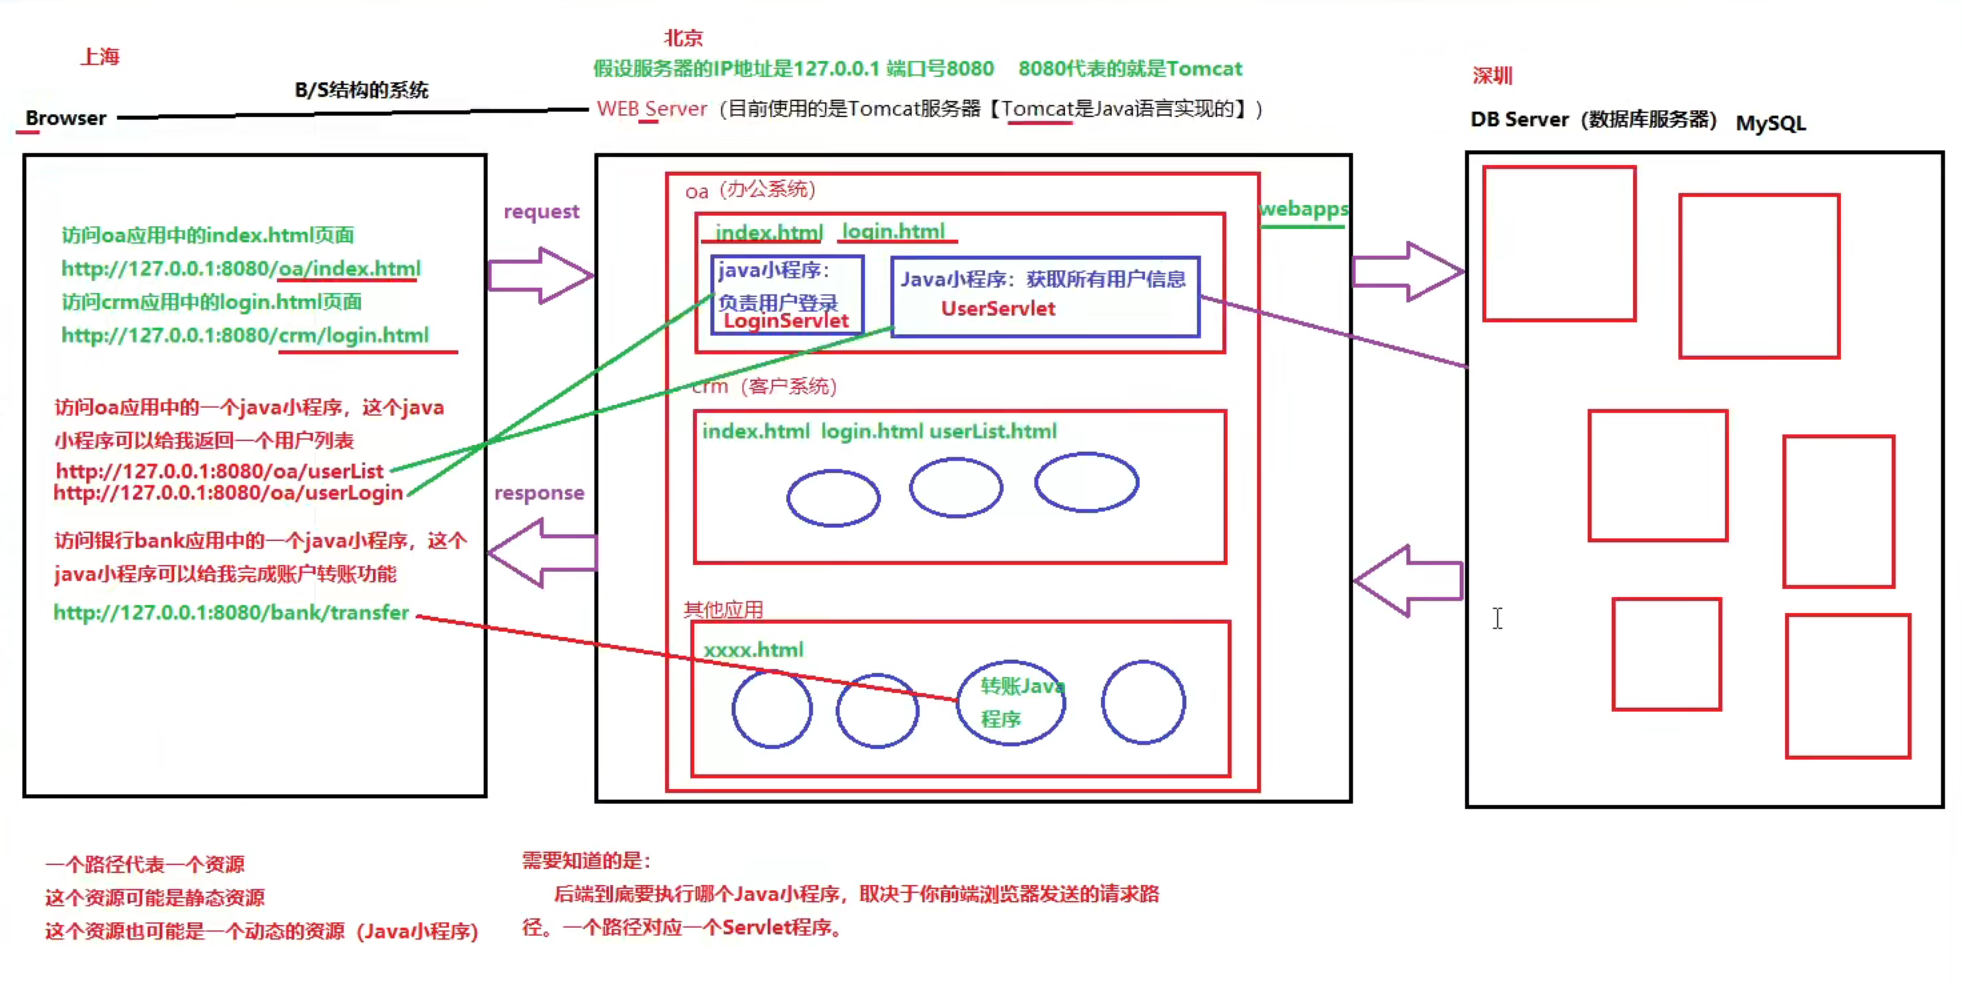 上海
北京
假设服务器的IP地址是127.0.0.1 端口号8080 8080代表的就是Tomcat
深圳
B/S结构的系统
Browser
WEB Server（目前使用的是Tomcat服务器【Tomcat是Java语言实现的】）
DB Server（数据库服务器） MySQL
访问oa应用中的index.html页面
http://127.0.0.1:8080/oa/index.html
访问crm应用中的login.html页面
http://127.0.0.1:8080/crm/login.html
访问oa应用中的一个java小程序，这个java
小程序可以给我返回一个用户列表
http://127.0.0.1:8080/oa/userList
http://127.0.0.1:8080/oa/userLogin
访问银行bank应用中的一个java小程序，这个
java小程序可以给我完成账户转账功能
http://127.0.0.1:8080/bank/transfer
request
response
oa（办公系统）
webapps
index.html login.html
java小程序：
负责用户登录
LoginServlet
Java小程序：获取所有用户信息
UserServlet
crm（客户系统）
index.html login.html userList.html
其他应用
xxxx.html
转账Java
程序
一个路径代表一个资源
这个资源可能是静态资源
这个资源也可能是一个动态的资源（Java小程序）
需要知道的是：
后端到底要执行哪个Java小程序，取决于你前端浏览器发送的请求路
径。一个路径对应一个Servlet程序。